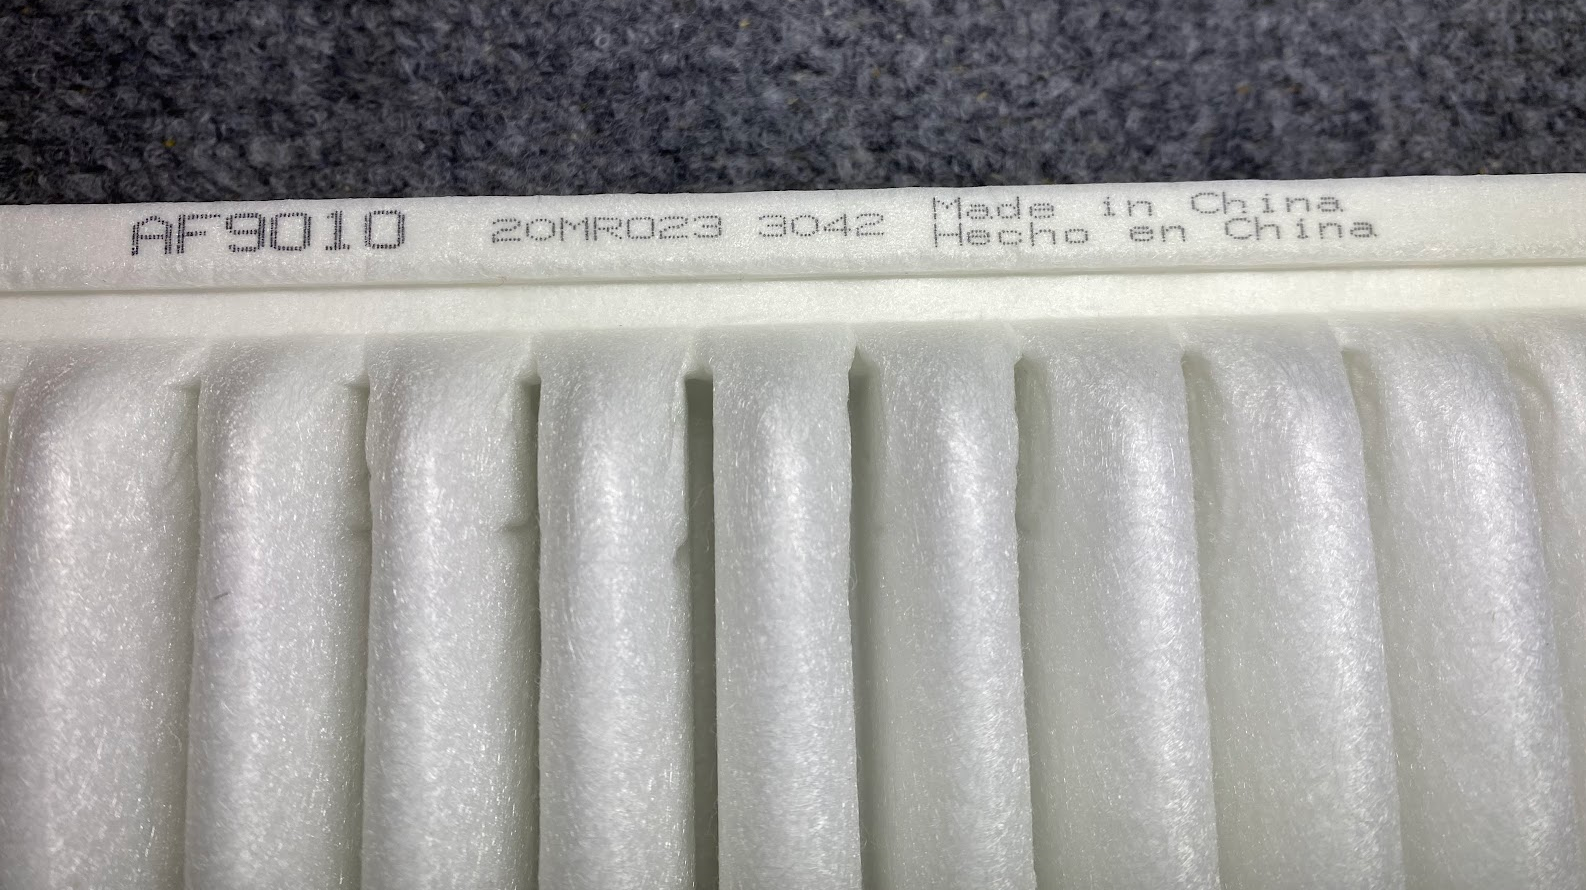 AF9010 20MR023 3042 Made in China
Hecho en China